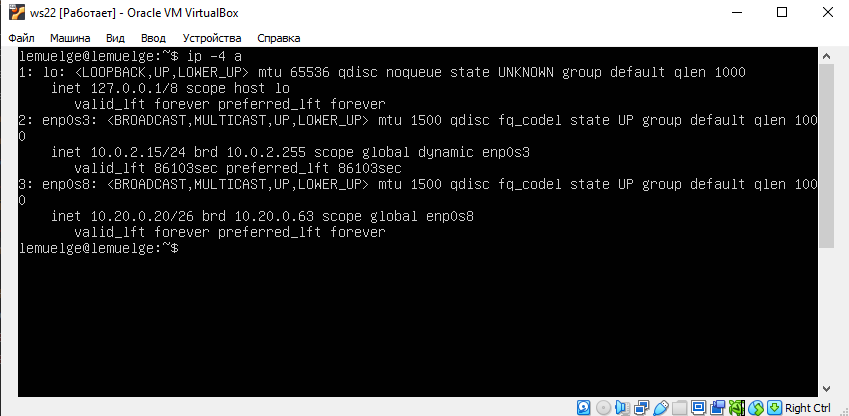 ws22 [Работает] - Oracle VM VirtualBox
Файл Машина Вид Ввод Устройства Справка
lemuelge@lemuelge:~$ ip -4 a
1: lo: <LOOPBACK,UP,LOWER_UP> mtu 65536 qdisc noqueue state UNKNOWN group default qlen 1000
    inet 127.0.0.1/8 scope host lo
       valid_lft forever preferred_lft forever
2: enp0s3: <BROADCAST,MULTICAST,UP,LOWER_UP> mtu 1500 qdisc fq_codel state UP group default qlen 100
0
    inet 10.0.2.15/24 brd 10.0.2.255 scope global dynamic enp0s3
       valid_lft 86103sec preferred_lft 86103sec
3: enp0s8: <BROADCAST,MULTICAST,UP,LOWER_UP> mtu 1500 qdisc fq_codel state UP group default qlen 100
0
    inet 10.20.0.20/26 brd 10.20.0.63 scope global enp0s8
       valid_lft forever preferred_lft forever
lemuelge@lemuelge:~$
Right Ctrl